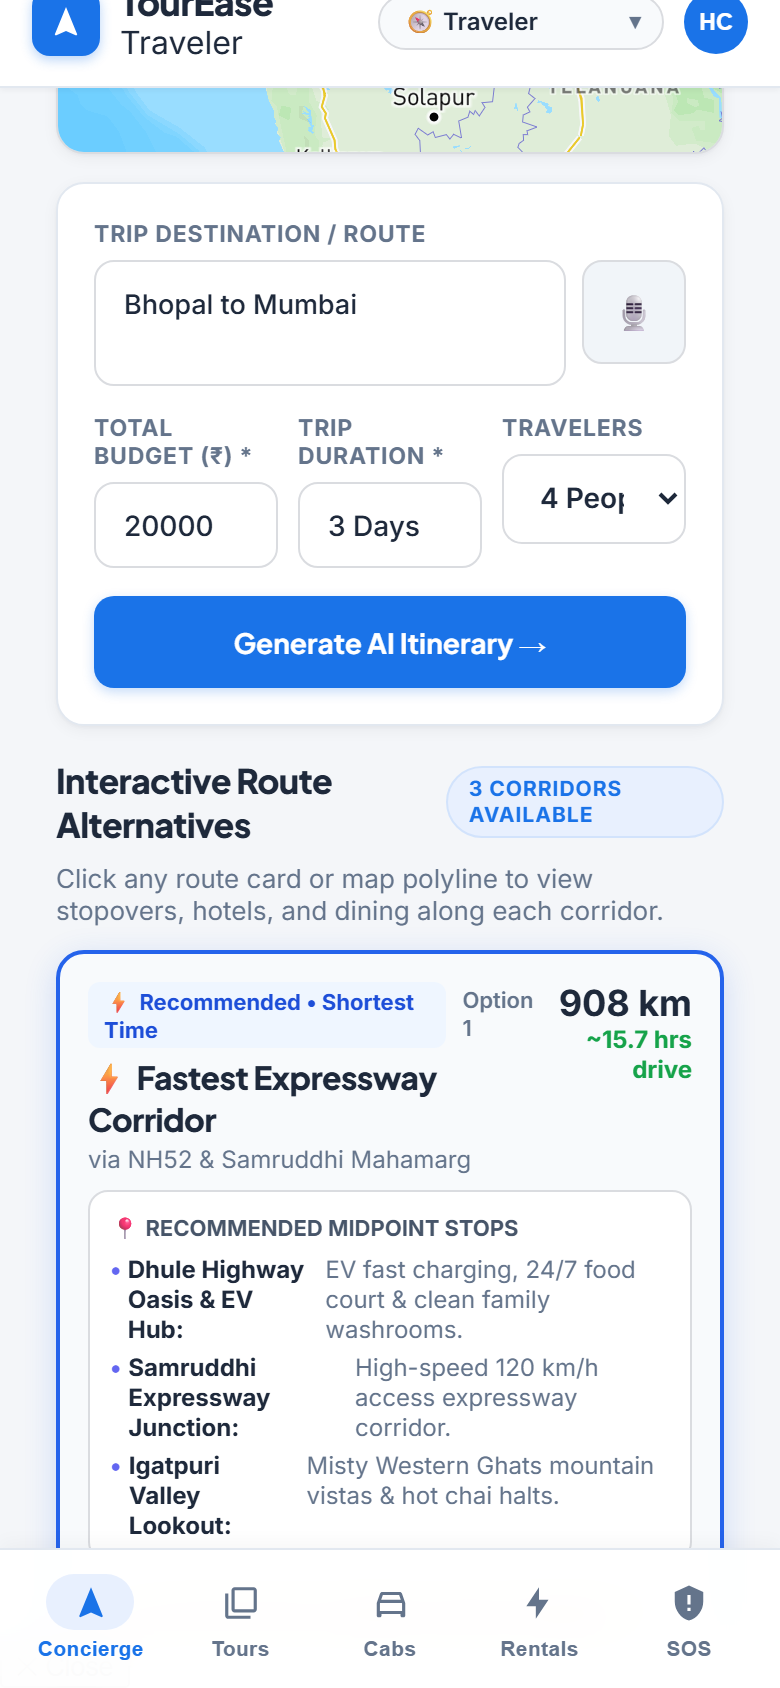 TourEase
Traveler
🧭 Traveler ▼
HC
Solapur
TELANGANA
TRIP DESTINATION / ROUTE
Bhopal to Mumbai
TOTAL
BUDGET (₹) *
TRIP
DURATION *
TRAVELERS
20000
3 Days
4 Peop
Generate AI Itinerary →
Interactive Route
Alternatives
3 CORRIDORS
AVAILABLE
Click any route card or map polyline to view
stopovers, hotels, and dining along each corridor.
⚡ Recommended • Shortest
Time
Option
1
908 km
~15.7 hrs
drive
⚡ Fastest Expressway
Corridor
via NH52 & Samruddhi Mahamarg
📍 RECOMMENDED MIDPOINT STOPS
• Dhule Highway
Oasis & EV
Hub:
EV fast charging, 24/7 food
court & clean family
washrooms.
• Samruddhi
Expressway
Junction:
High-speed 120 km/h
access expressway
corridor.
• Igatpuri
Valley
Lookout:
Misty Western Ghats mountain
vistas & hot chai halts.
Concierge
Tours
Cabs
Rentals
SOS